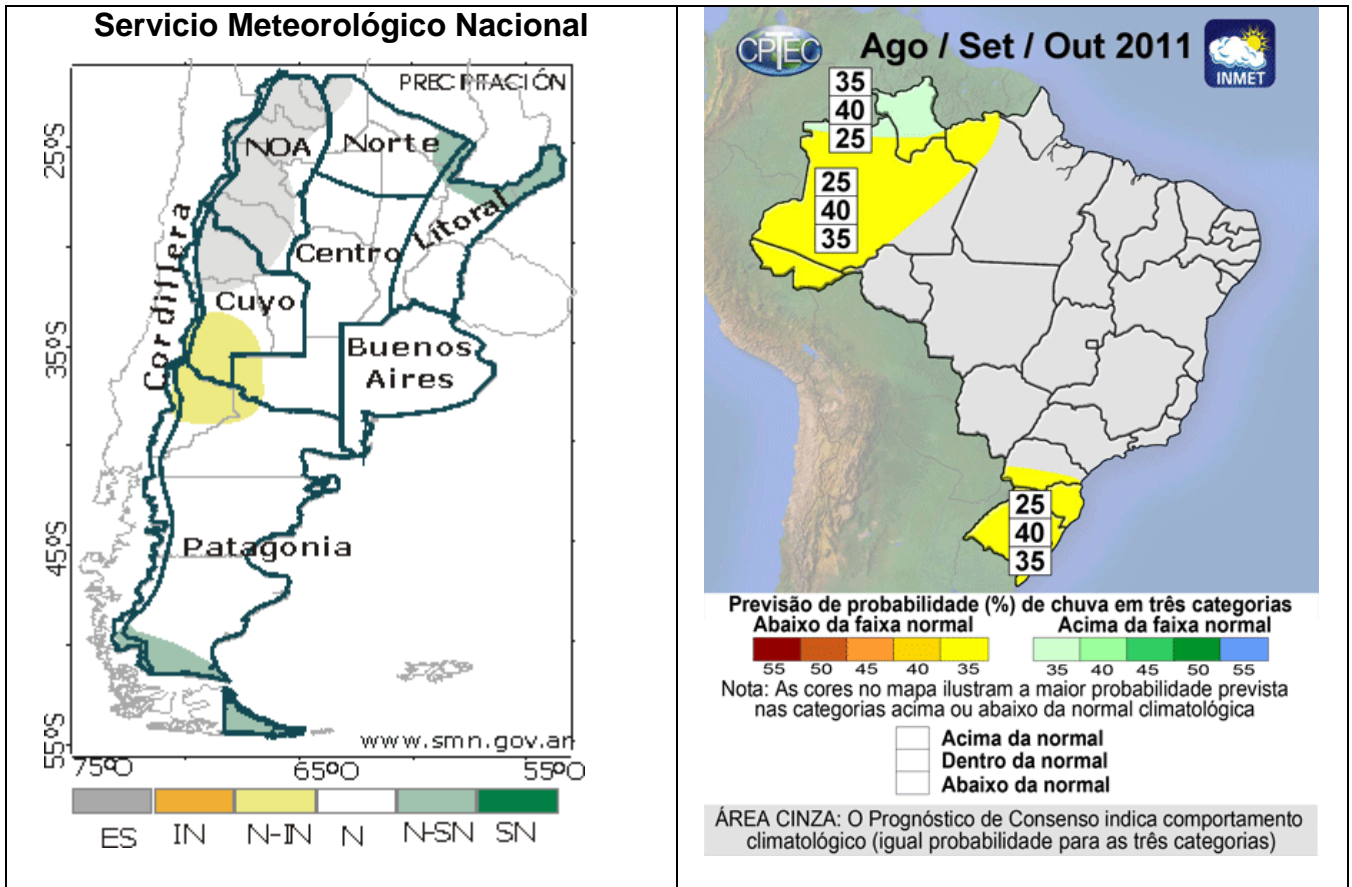 Servicio Meteorológico Nacional
PRECIPITACIÓN
25ºS
35ºS
45ºS
55ºS
NOA
Norte
Litoral
Cordillera
Centro
Cuyo
Buenos
Aires
Patagonia
www.smn.gov.ar
75ºO 65ºO 55ºO
ES IN N-IN N N-SN SN
CPTEC
Ago / Set / Out 2011
INMET
35
40
25
25
40
35
25
40
35
Previsão de probabilidade (%) de chuva em três categorias
Abaixo da faixa normal Acima da faixa normal
55 50 45 40 35 35 40 45 50 55
Nota: As cores no mapa ilustram a maior probabilidade prevista
nas categorias acima ou abaixo da normal climatológica
Acima da normal
Dentro da normal
Abaixo da normal
ÁREA CINZA: O Prognóstico de Consenso indica comportamento
climatológico (igual probabilidade para as três categorias)